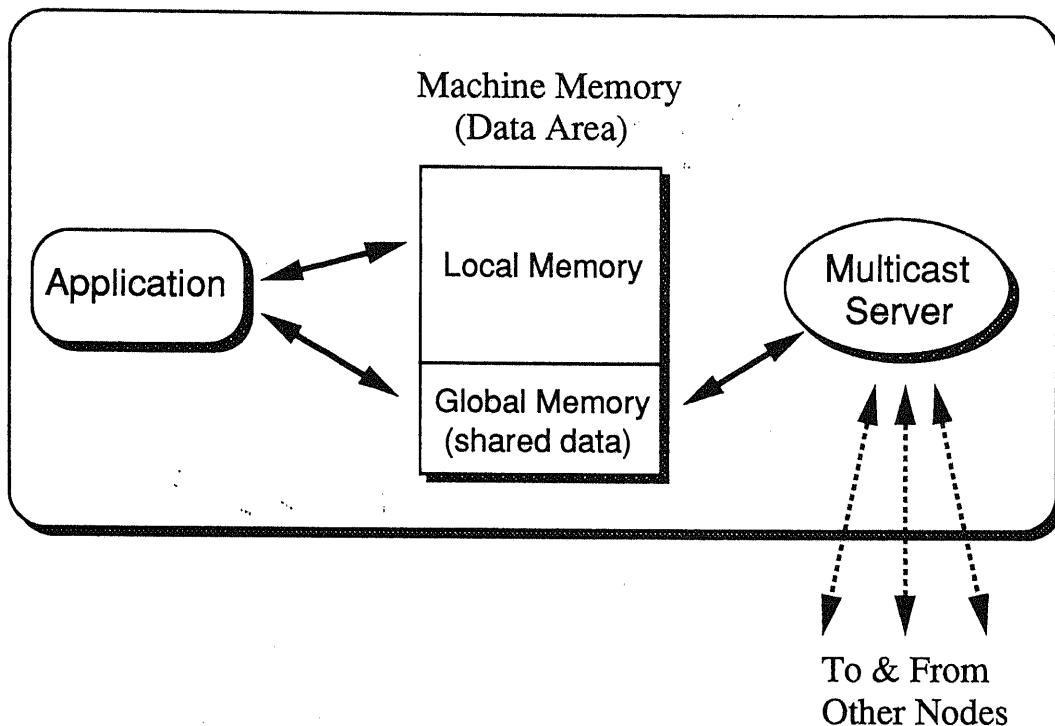 Machine Memory
(Data Area)
Application
Local Memory
Global Memory
(shared data)
Multicast
Server
To & From
Other Nodes